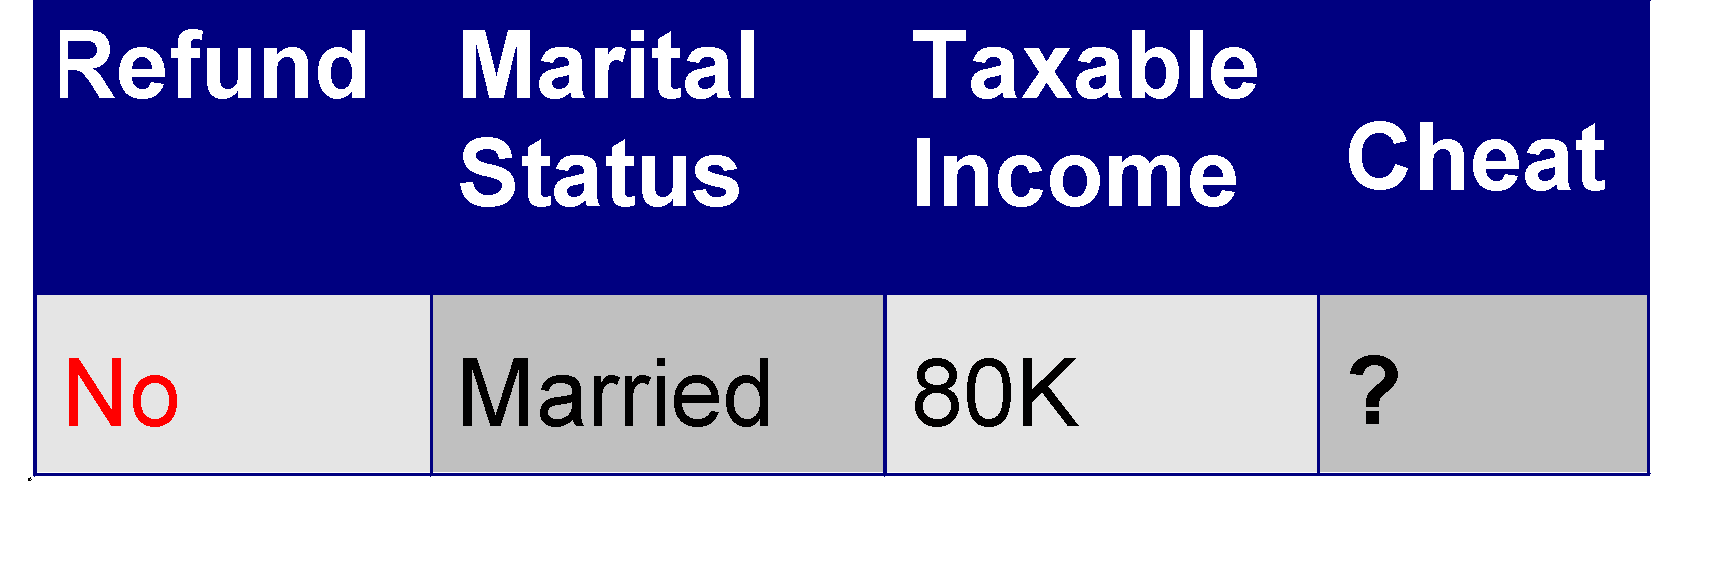 Refund
Marital
Status
Taxable
Income
Cheat
No
Married
80K
?